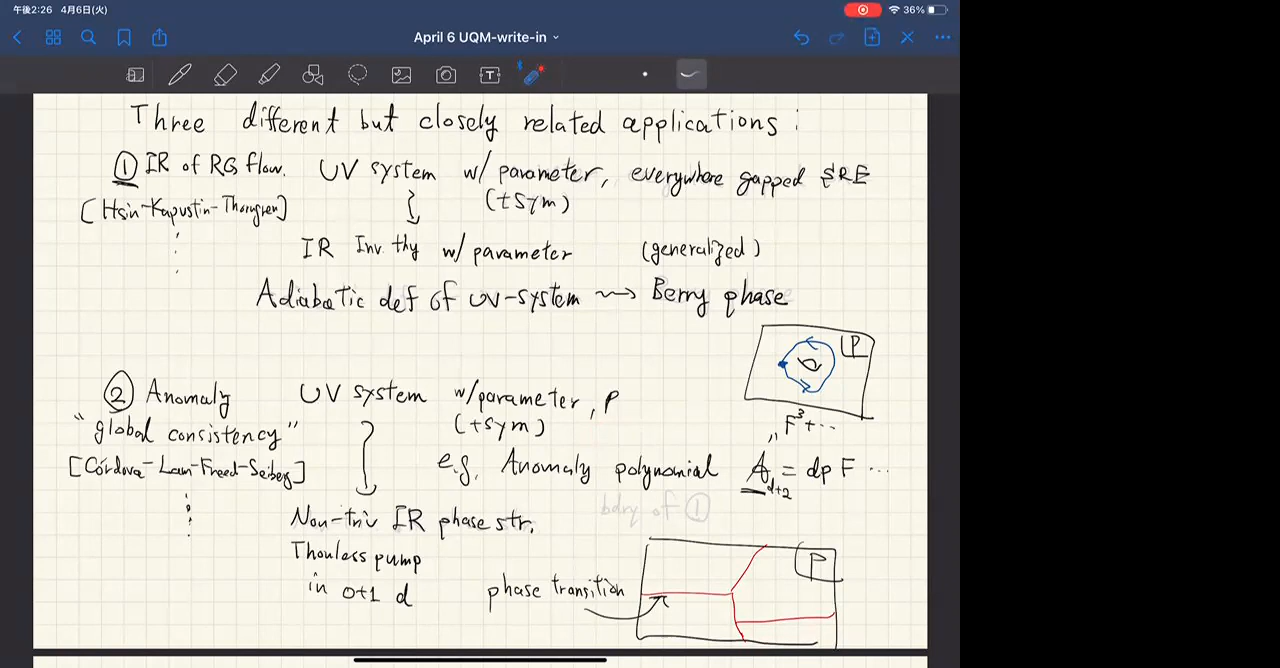 午後2:26 4月6日(火)
36%
April 6 UQM-write-in
Three different but closely related applications :
① IR of RG flow. UV system w/ parameter, everywhere gapped SRE
[Hsin-Kapustin-Thorngren] (+Sym)
IR Inv. thy w/ parameter (generalized)
Adiabatic def of UV-system ⇝ Berry phase
P
② Anomaly UV system w/parameter, P
"global consistency" (+Sym)
F³+...
[Córdova-Lam-Freed-Seiberg] e.g. Anomaly polynomial A_{d+2} = dp F ...
bdry of ①
Non-triv IR phase str.
Thouless pump
in 0+1 d
phase transition
P